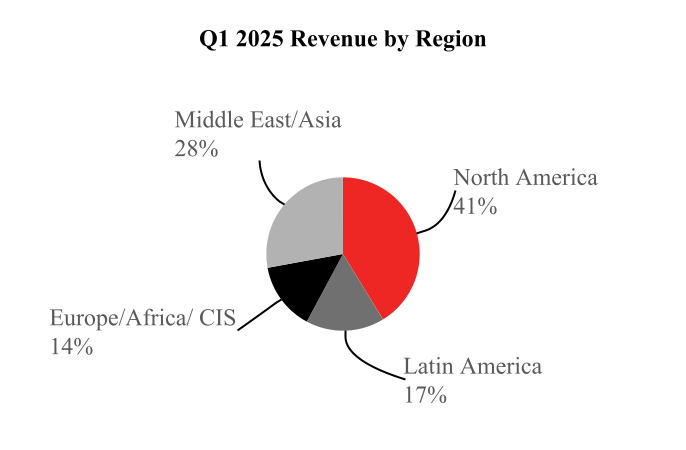 Q1 2025 Revenue by Region
Middle East/Asia
28%
North America
41%
Europe/Africa/ CIS
14%
Latin America
17%